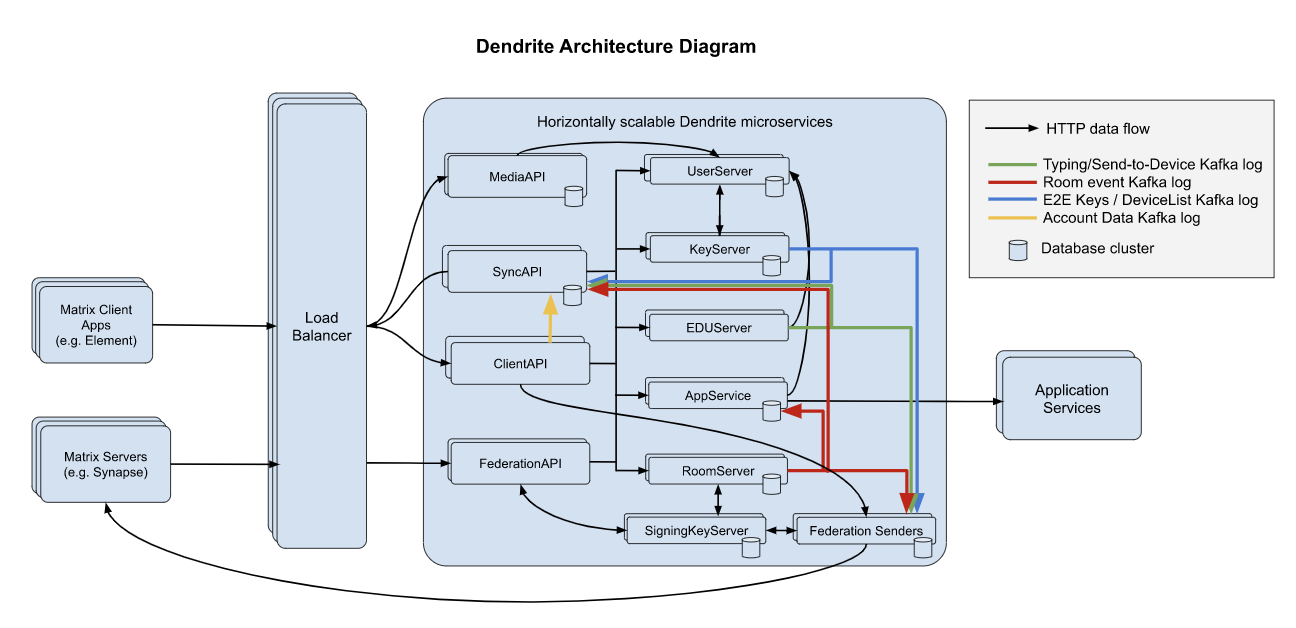 Dendrite Architecture Diagram
Horizontally scalable Dendrite microservices
HTTP data flow
Typing/Send-to-Device Kafka log
Room event Kafka log
E2E Keys / DeviceList Kafka log
Account Data Kafka log
Database cluster
Matrix Client
Apps
(e.g. Element)
Matrix Servers
(e.g. Synapse)
Load
Balancer
MediaAPI
SyncAPI
ClientAPI
FederationAPI
UserServer
KeyServer
EDUServer
AppService
RoomServer
SigningKeyServer
Federation Senders
Application
Services